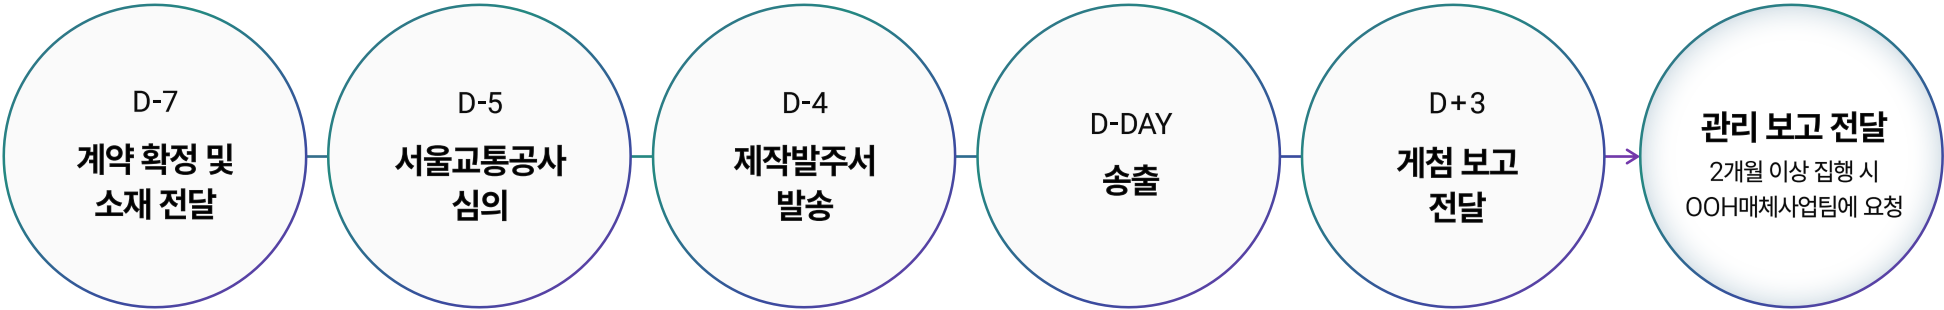 D-7
계약 확정 및
소재 전달
D-5
서울교통공사
심의
D-4
제작발주서
발송
D-DAY
송출
D+3
게첨 보고
전달
관리 보고 전달
2개월 이상 집행 시
OOH매체사업팀에 요청